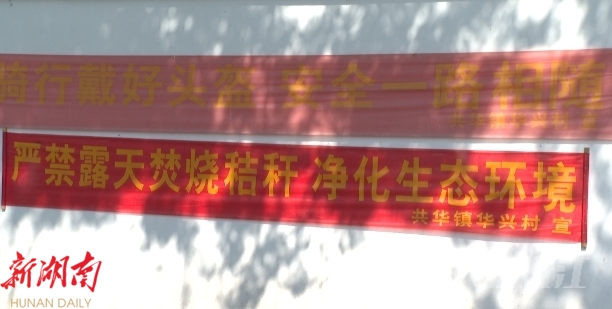 骑行戴好头盔 安全一路相随
严禁露天焚烧秸秆 净化生态环境
共华镇华兴村 宣
新湖南
HUNAN DAILY